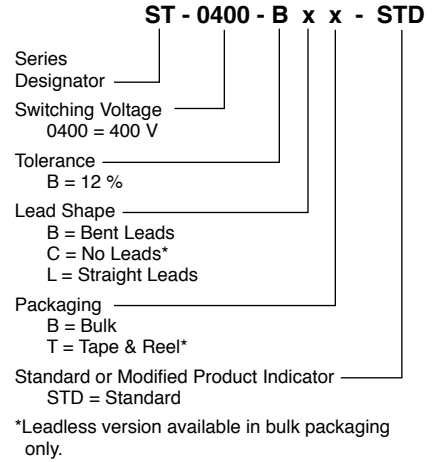 ST - 0400 - B x x - STD
Series
Designator
Switching Voltage
0400 = 400 V
Tolerance
B = 12 %
Lead Shape
B = Bent Leads
C = No Leads*
L = Straight Leads
Packaging
B = Bulk
T = Tape & Reel*
Standard or Modified Product Indicator
STD = Standard
*Leadless version available in bulk packaging
only.